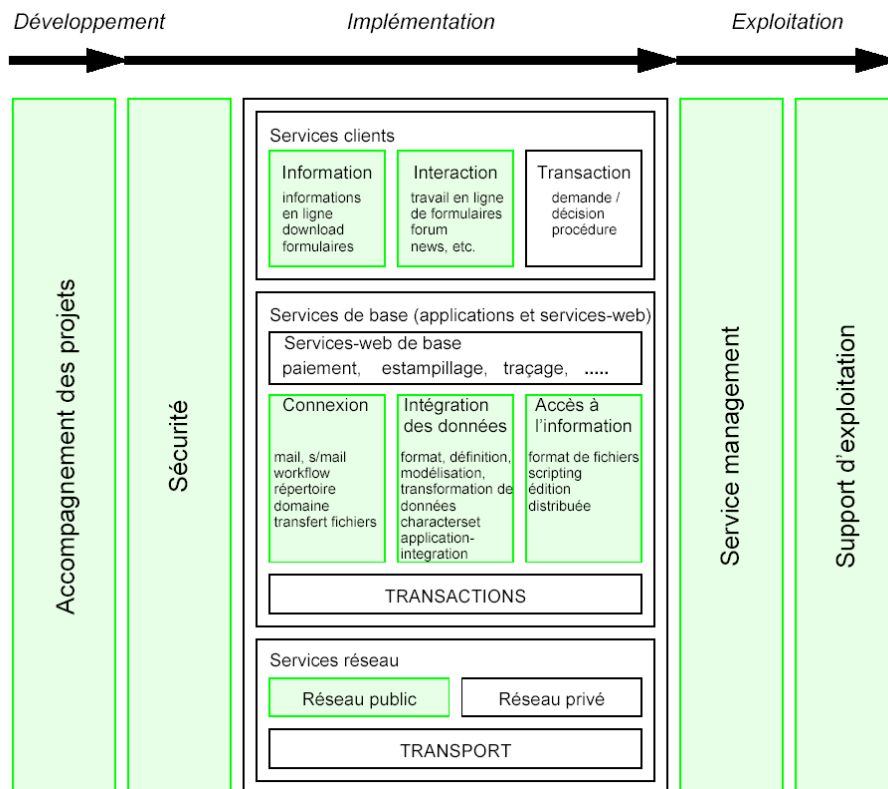 Développement
Implémentation
Exploitation
Accompagnement des projets
Sécurité
Services clients
Information
informations
en ligne
download
formulaires
Interaction
travail en ligne
de formulaires
forum
news, etc.
Transaction
demande /
décision
procédure
Services de base (applications et services-web)
Services-web de base
paiement, estampillage, traçage, .....
Connexion
mail, s/mail
workflow
répertoire
domaine
transfert fichiers
Intégration
des données
format, définition,
modélisation,
transformation de
données
characterset
application-
integration
Accès à
l’information
format de fichiers
scripting
édition
distribuée
TRANSACTIONS
Services réseau
Réseau public
Réseau privé
TRANSPORT
Service management
Support d’exploitation